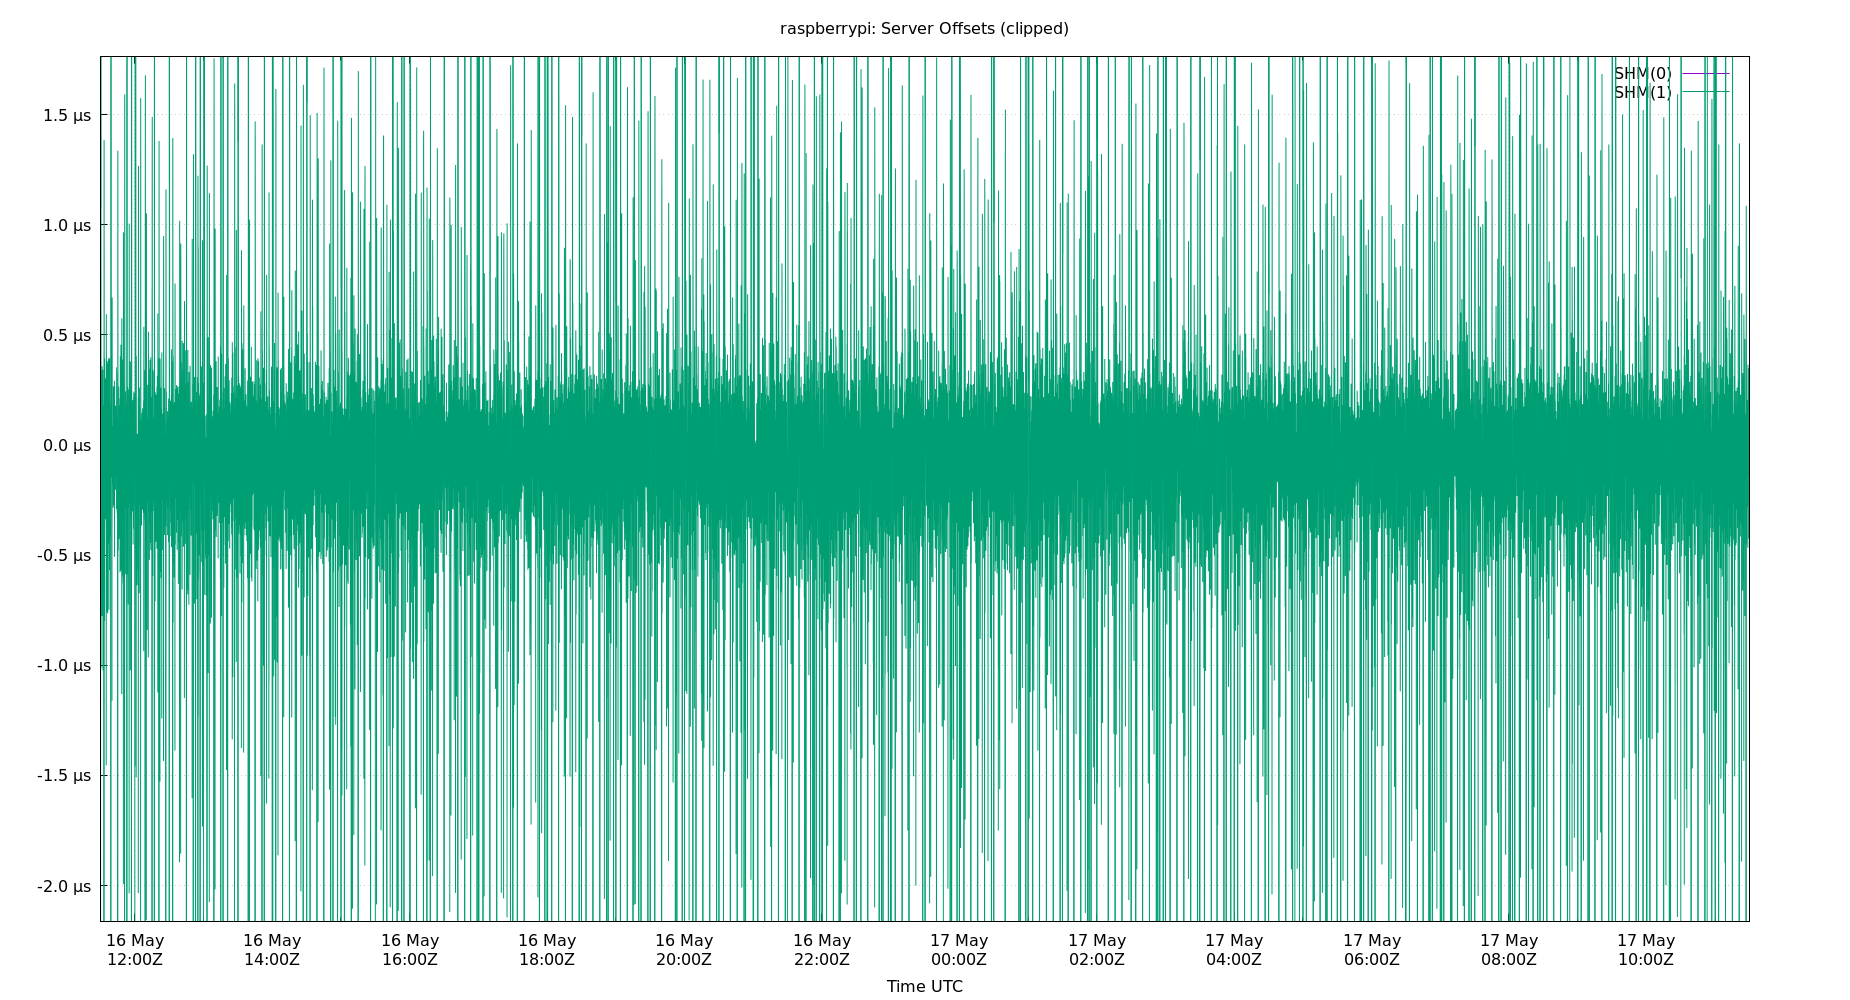 raspberrypi: Server Offsets (clipped)
SHM(0)
SHM(1)
1.5 µs
1.0 µs
0.5 µs
0.0 µs
-0.5 µs
-1.0 µs
-1.5 µs
-2.0 µs
16 May 16 May 16 May 16 May 16 May 16 May 17 May 17 May 17 May 17 May 17 May 17 May
12:00Z 14:00Z 16:00Z 18:00Z 20:00Z 22:00Z 00:00Z 02:00Z 04:00Z 06:00Z 08:00Z 10:00Z
Time UTC